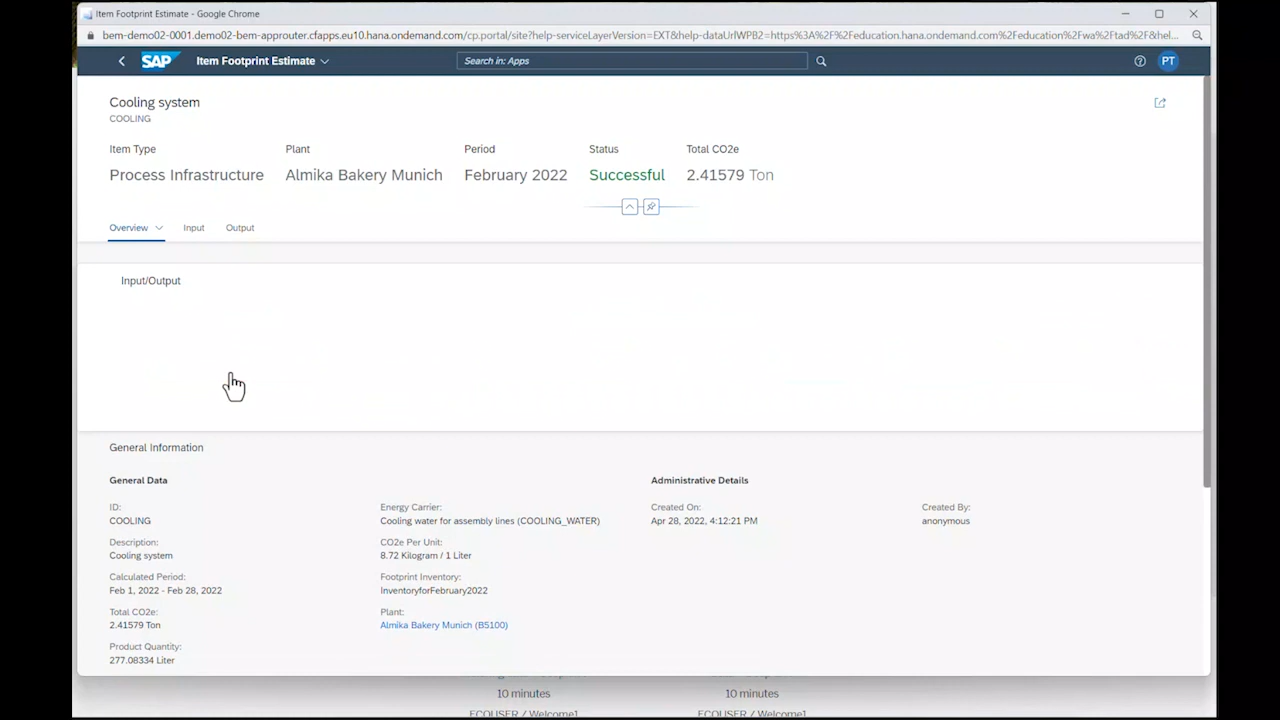 Item Footprint Estimate - Google Chrome
bem-demo02-0001.demo02-bem-approuter.cfapps.eu10.hana.ondemand.com/cp.portal/site?help-serviceLayerVersion=EXT&help-dataUrlWPB2=https%3A%2F%2Feducation.hana.ondemand.com%2Feducation%2Fwa%2Ftad%2F&hel...
SAP Item Footprint Estimate Search in: Apps PT
Cooling system
COOLING
Item Type Plant Period Status Total CO2e
Process Infrastructure Almika Bakery Munich February 2022 Successful 2.41579 Ton
Overview Input Output
Input/Output
General Information
General Data Administrative Details
ID: Energy Carrier: Created On: Created By:
COOLING Cooling water for assembly lines (COOLING_WATER) Apr 28, 2022, 4:12:21 PM anonymous
Description: CO2e Per Unit:
Cooling system 8.72 Kilogram / 1 Liter
Calculated Period: Footprint Inventory:
Feb 1, 2022 - Feb 28, 2022 InventoryforFebruary2022
Total CO2e: Plant:
2.41579 Ton Almika Bakery Munich (B5100)
Product Quantity:
277.08334 Liter
10 minutes 10 minutes
ECOUSER / Welcome1 ECOUSER / Welcome1